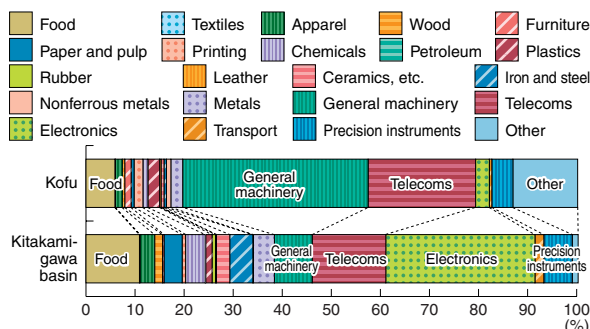 Food Textiles Apparel Wood Furniture
Paper and pulp Printing Chemicals Petroleum Plastics
Rubber Leather Ceramics, etc. Iron and steel
Nonferrous metals Metals General machinery Telecoms
Electronics Transport Precision instruments Other
Kofu
Food
General
machinery
Telecoms
Other
Kitakami-
gawa
basin
Food
General
machinery
Telecoms
Electronics
Precision
instruments
0 10 20 30 40 50 60 70 80 90 100
(%)